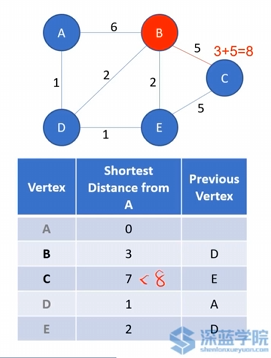 A
6
B
5
3+5=8
C
1
2
2
5
D
1
E
Vertex
Shortest Distance from A
Previous Vertex
A
0
B
3
D
C
7 < 8
E
D
1
A
E
2
D
深蓝学院
shenlanxueyuan.com